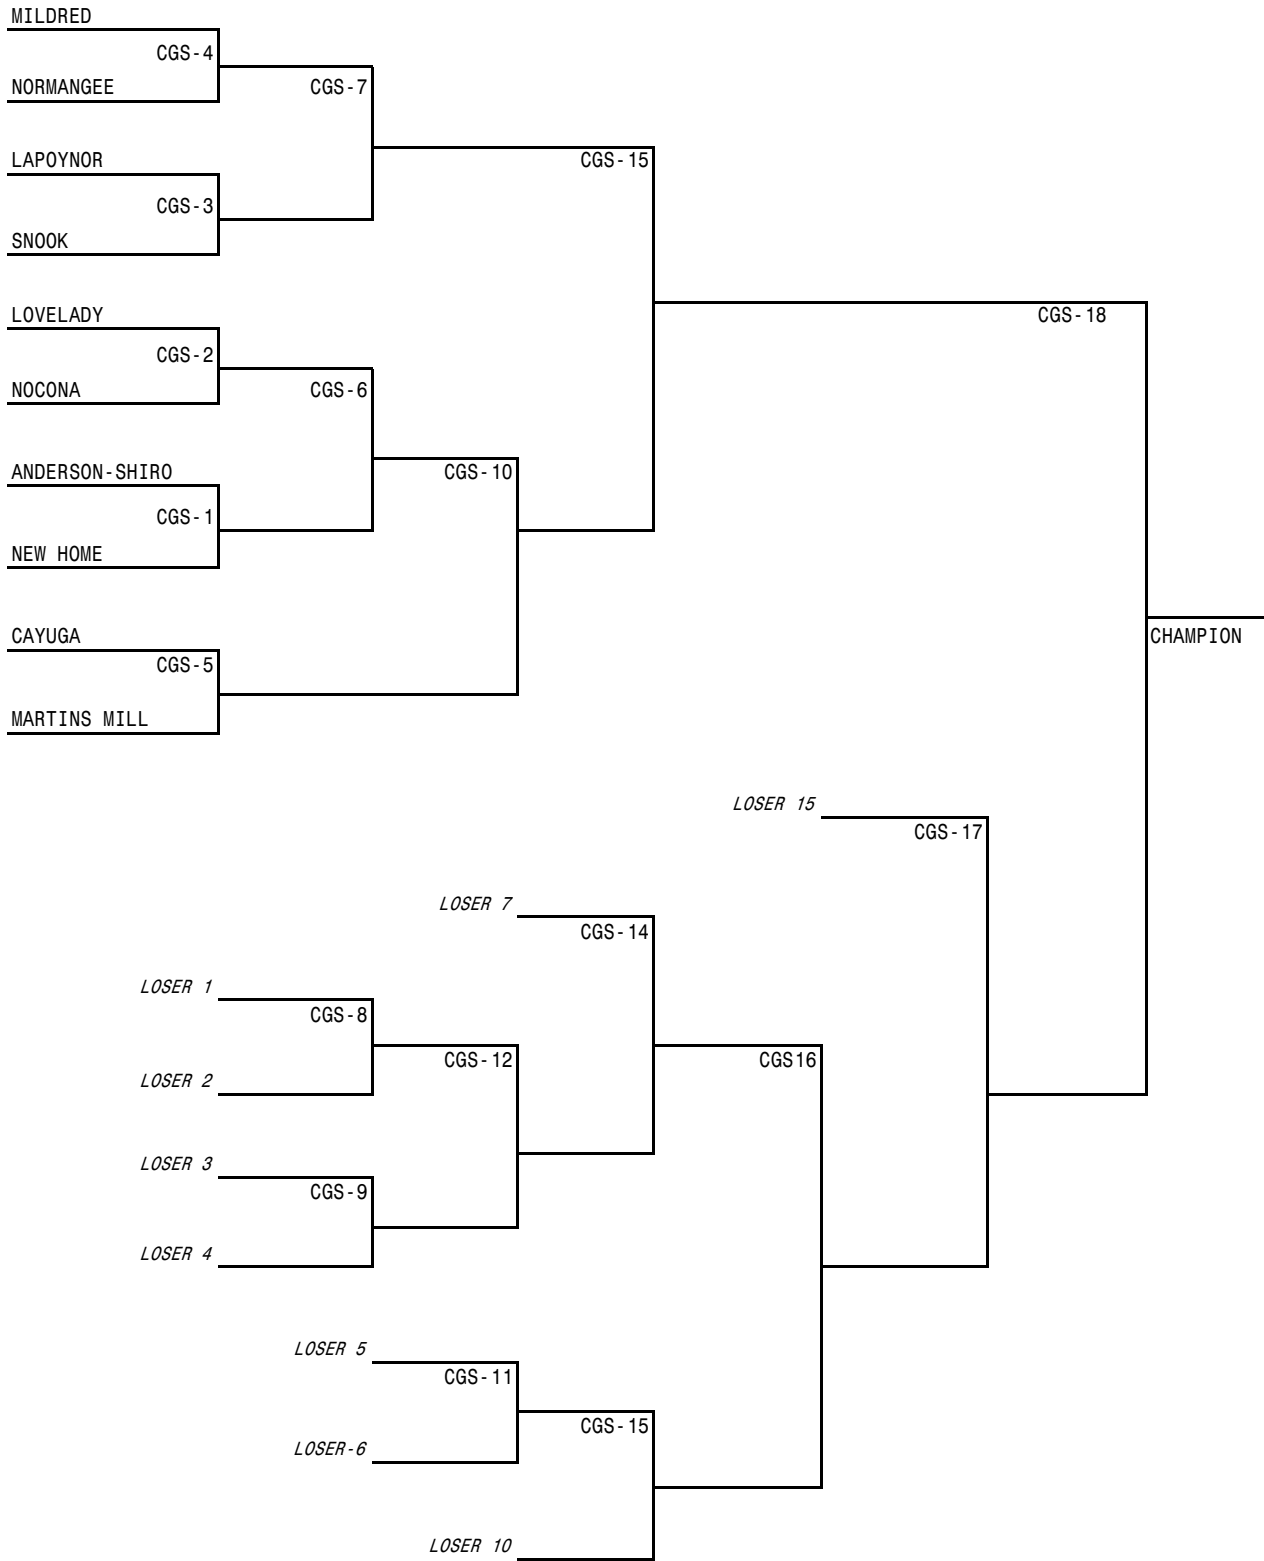 MILDRED
CGS-4
NORMANGEE
CGS-7
LAPOYNOR
CGS-15
CGS-3
SNOOK
LOVELADY
CGS-18
CGS-2
NOCONA
CGS-6
ANDERSON-SHIRO
CGS-10
CGS-1
NEW HOME
CAYUGA
CHAMPION
CGS-5
MARTINS MILL
LOSER 15
CGS-17
LOSER 7
CGS-14
LOSER 1
CGS-8
CGS-12
CGS16
LOSER 2
LOSER 3
CGS-9
LOSER 4
LOSER 5
CGS-11
CGS-15
LOSER-6
LOSER 10